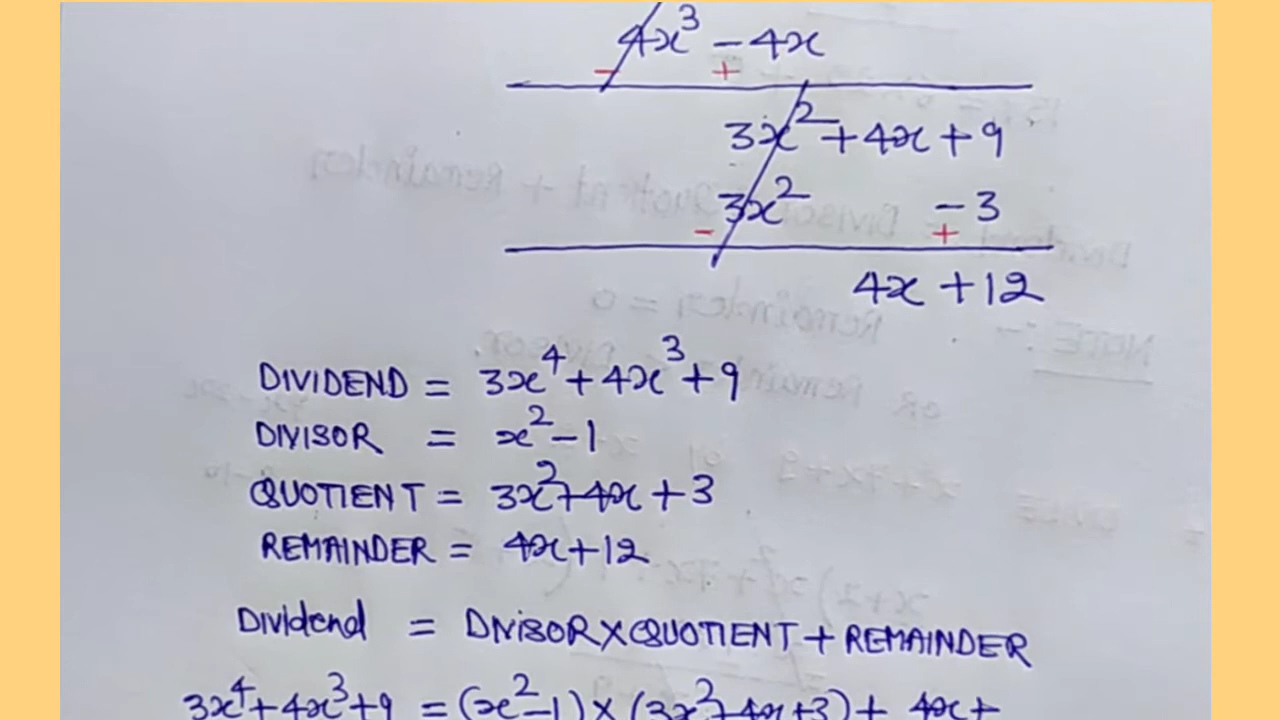 4x³ - 4x
- +
3x² + 4x + 9
3x² - 3
- +
4x + 12
DIVIDEND = 3x⁴ + 4x³ + 9
DIVISOR = x² - 1
QUOTIENT = 3x² + 4x + 3
REMAINDER = 4x + 12
Dividend = DIVISOR X QUOTIENT + REMAINDER
3x⁴ + 4x³ + 9 = (x² - 1) × (3x² + 4x + 3) + 4x +